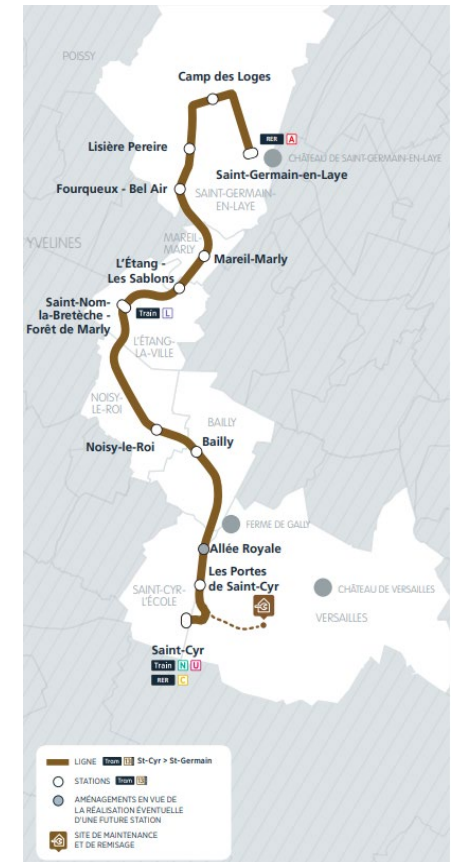 POISSY
Camp des Loges
RER A
CHÂTEAU DE SAINT-GERMAIN-EN-LAYE
Lisière Pereire
Saint-Germain-en-Laye
Fourqueux - Bel Air
SAINT-GERMAIN-
EN-LAYE
YVELINES
MAREIL-
MARLY
Mareil-Marly
L'Étang -
Les Sablons
Saint-Nom-
la-Bretèche -
Forêt de Marly
Train L
L'ÉTANG-
LA-VILLE
NOISY-
LE-ROI
BAILLY
Noisy-le-Roi
Bailly
FERME DE GALLY
Allée Royale
Les Portes
de Saint-Cyr
SAINT-CYR-
L'ÉCOLE
CHÂTEAU DE VERSAILLES
VERSAILLES
Saint-Cyr
Train N U
RER C
LIGNE Tram 13 St-Cyr > St-Germain
STATIONS Tram 13
AMÉNAGEMENTS EN VUE DE
LA RÉALISATION ÉVENTUELLE
D'UNE FUTURE STATION
SITE DE MAINTENANCE
ET DE REMISAGE